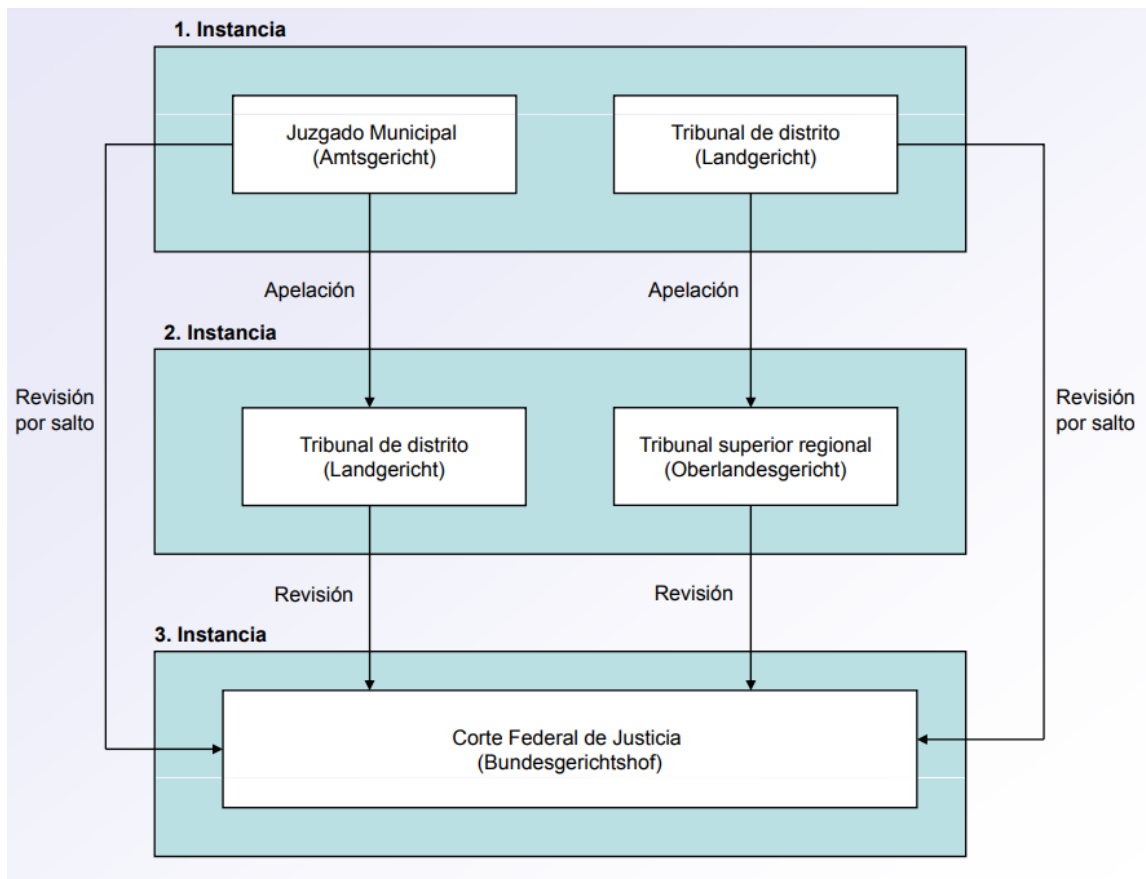 1. Instancia
Juzgado Municipal
(Amtsgericht)
Tribunal de distrito
(Landgericht)
Apelación
Apelación
2. Instancia
Revisión
por salto
Revisión
por salto
Tribunal de distrito
(Landgericht)
Tribunal superior regional
(Oberlandesgericht)
Revisión
Revisión
3. Instancia
Corte Federal de Justicia
(Bundesgerichtshof)